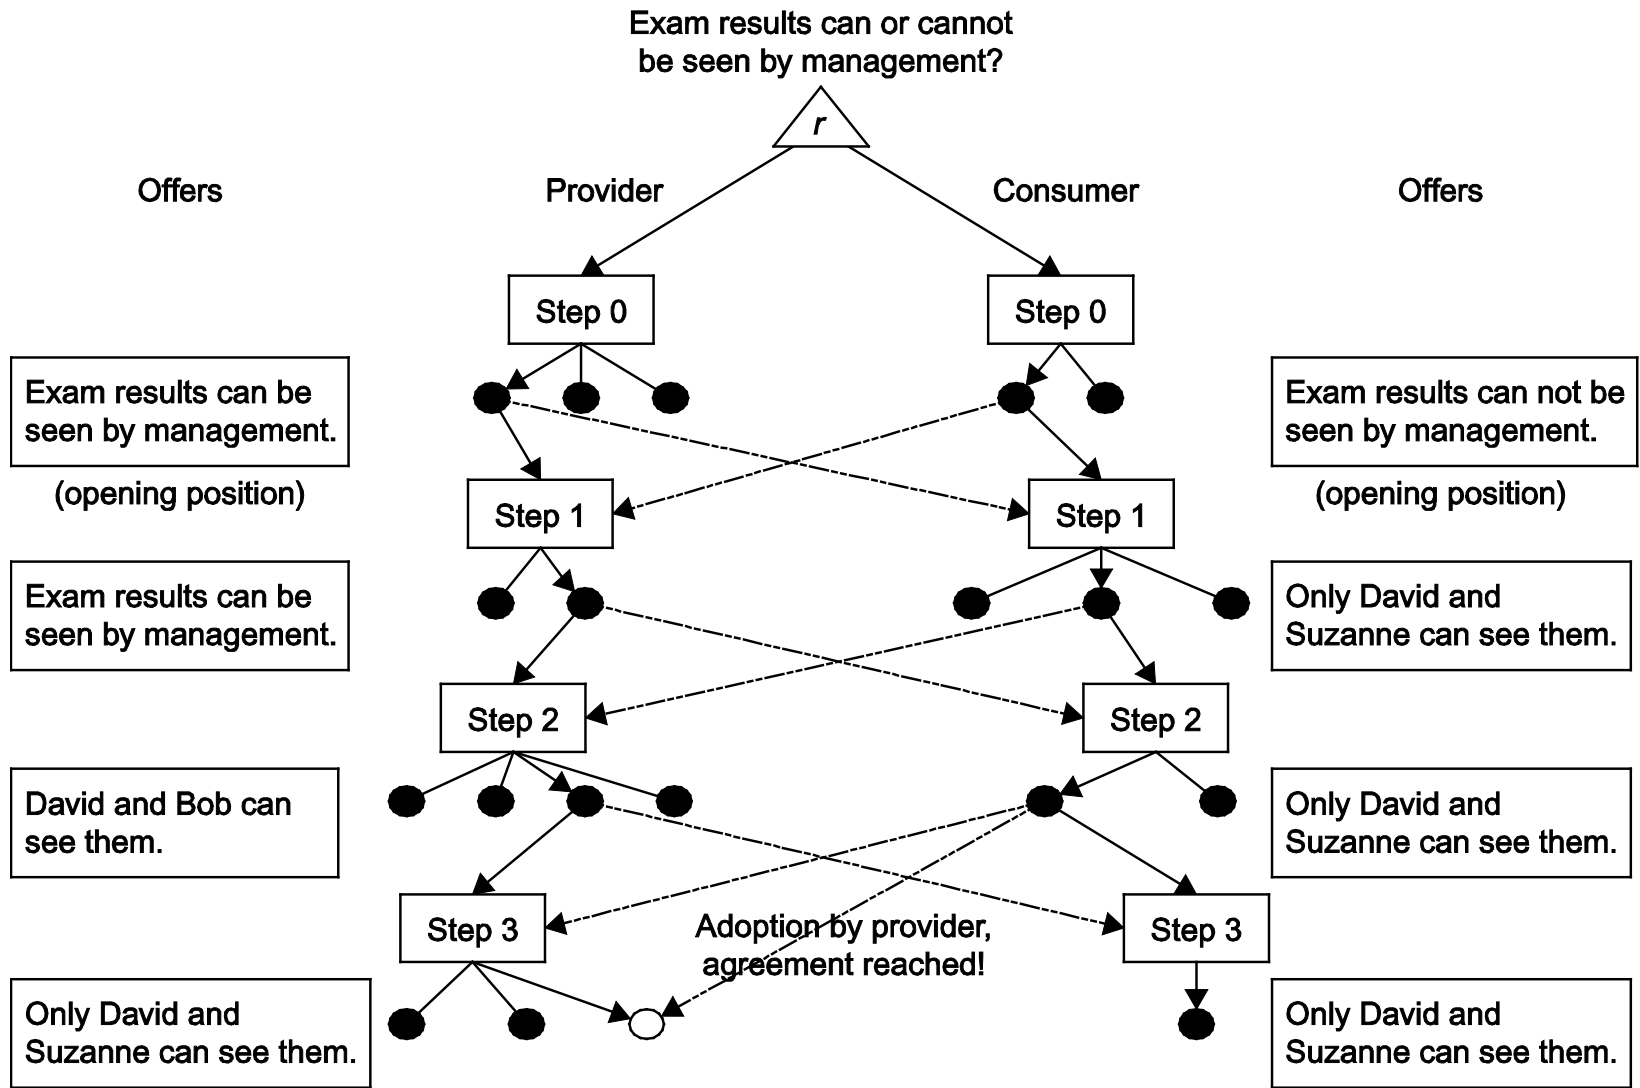 Exam results can or cannot
be seen by management?
r
Offers
Provider
Consumer
Offers
Step 0
Step 0
Exam results can be
seen by management.
(opening position)
Exam results can not be
seen by management.
(opening position)
Step 1
Step 1
Exam results can be
seen by management.
Only David and
Suzanne can see them.
Step 2
Step 2
David and Bob can
see them.
Only David and
Suzanne can see them.
Step 3
Adoption by provider,
agreement reached!
Step 3
Only David and
Suzanne can see them.
Only David and
Suzanne can see them.